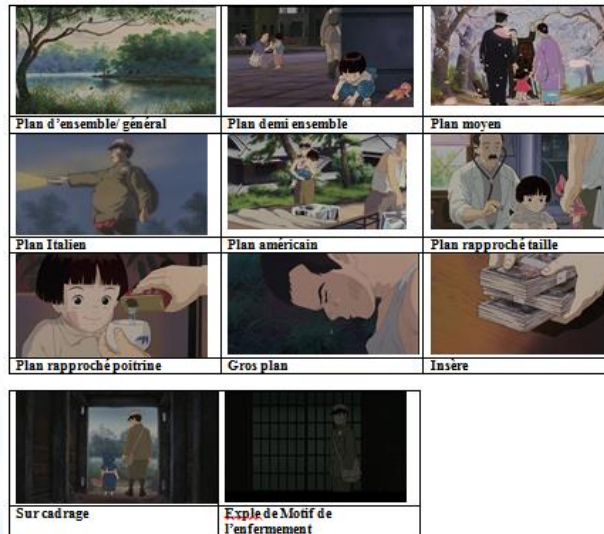 Plan d'ensemble/ général
Plan demi ensemble
Plan moyen
Plan Italien
Plan américain
Plan rapproché taille
Plan rapproché poitrine
Gros plan
Insère
Sur cadrage
Exple de Motif de
l'enfermement